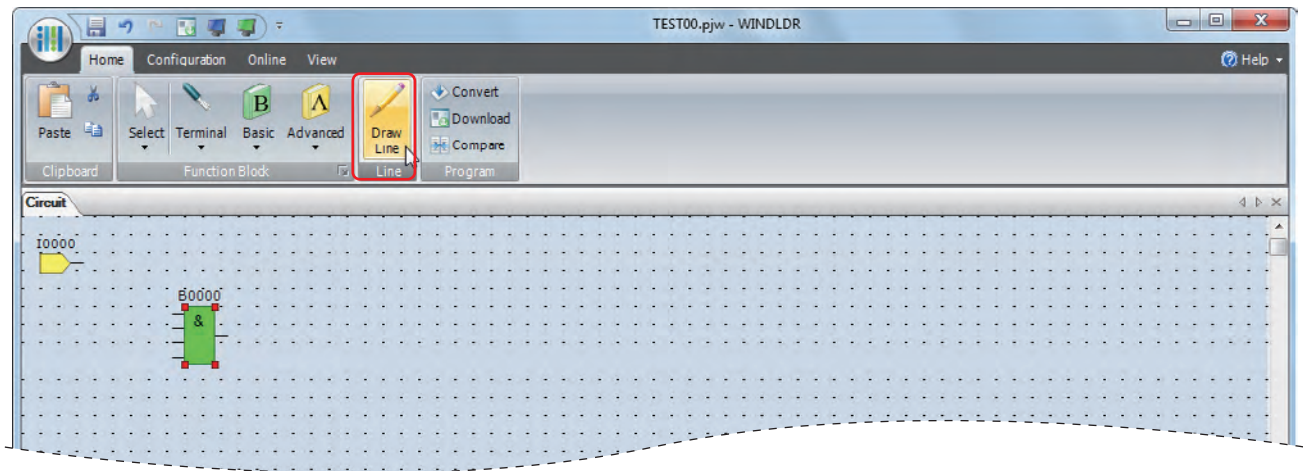 TEST00.pjw - WINDLDR
Home Configuration Online View Help
Paste Select Terminal Basic Advanced Draw Line Convert Download Compare
B Λ
Clipboard Function Block Line Program
Circuit
I0000
B0000
&